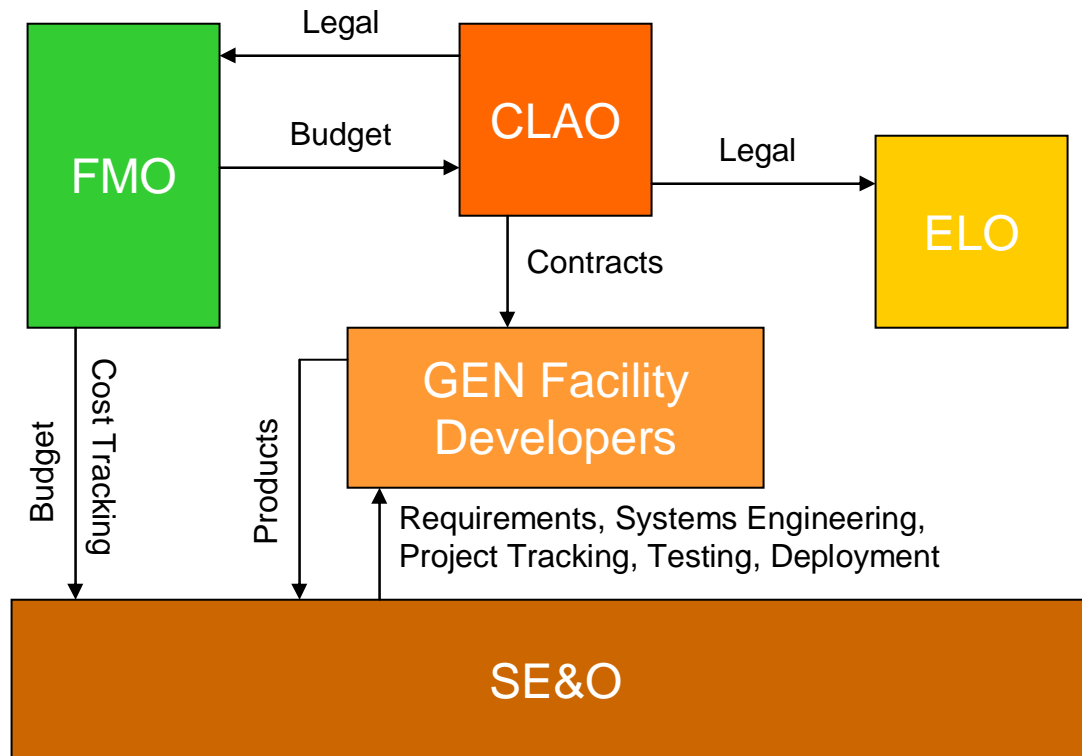 Legal
FMO
Budget
CLAO
Legal
ELO
Contracts
GEN Facility
Developers
Budget
Cost Tracking
Products
Requirements, Systems Engineering,
Project Tracking, Testing, Deployment
SE&O